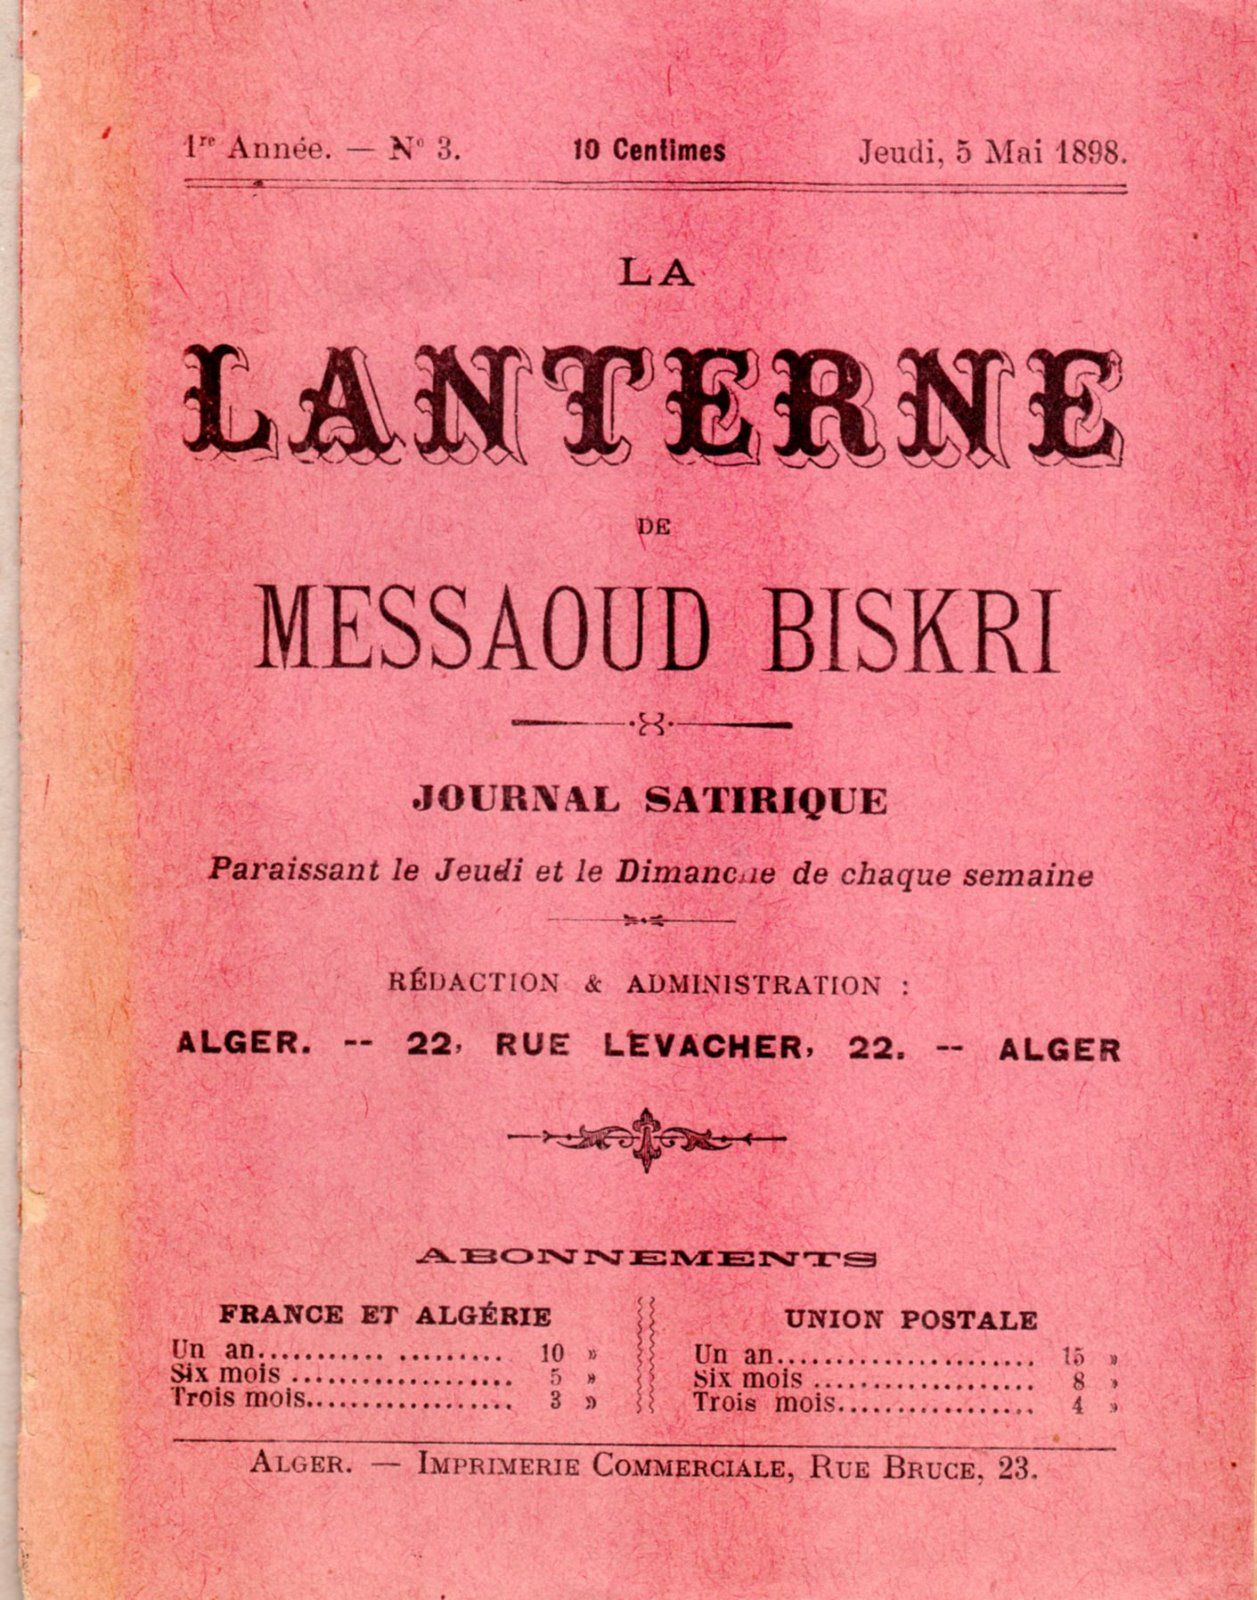 1re Année. — No 3. 10 Centimes Jeudi, 5 Mai 1898.
LA
LANTERNE
DE
MESSAOUD BISKRI
JOURNAL SATIRIQUE
Paraissant le Jeudi et le Dimanche de chaque semaine
RÉDACTION & ADMINISTRATION :
ALGER. -- 22, RUE LEVACHER, 22. -- ALGER
ABONNEMENTS
FRANCE ET ALGÉRIE
Un an........... ......... 10 »
Six mois ................... 5 »
Trois mois.................. 3 »
UNION POSTALE
Un an...................... 15 »
Six mois ................... 8 »
Trois mois................. 4 »
ALGER. — IMPRIMERIE COMMERCIALE, RUE BRUCE, 23.